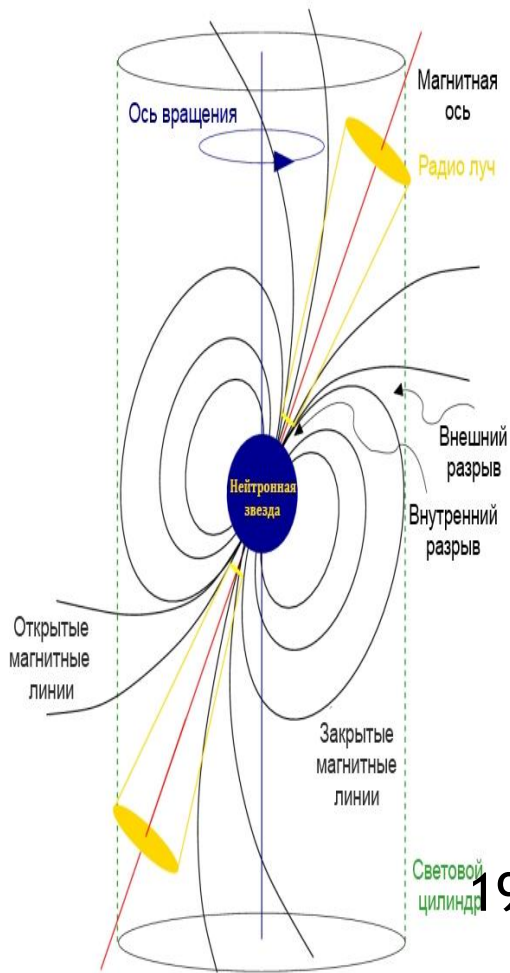 Ось вращения
Магнитная
ось
Радио луч
Внешний
разрыв
Внутренний
разрыв
Нейтронная
звезда
Открытые
магнитные
линии
Закрытые
магнитные
линии
Световой
цилиндр
19